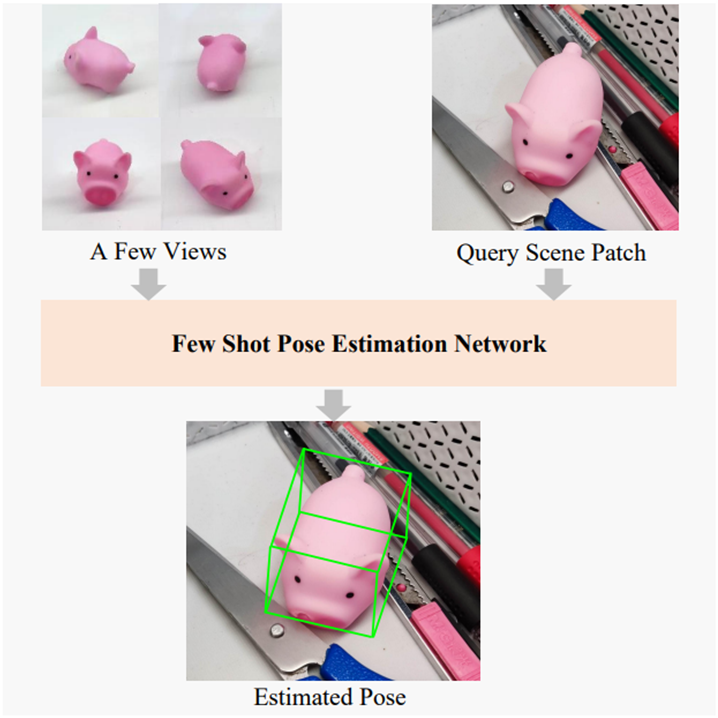 A Few Views
Query Scene Patch
Few Shot Pose Estimation Network
Estimated Pose